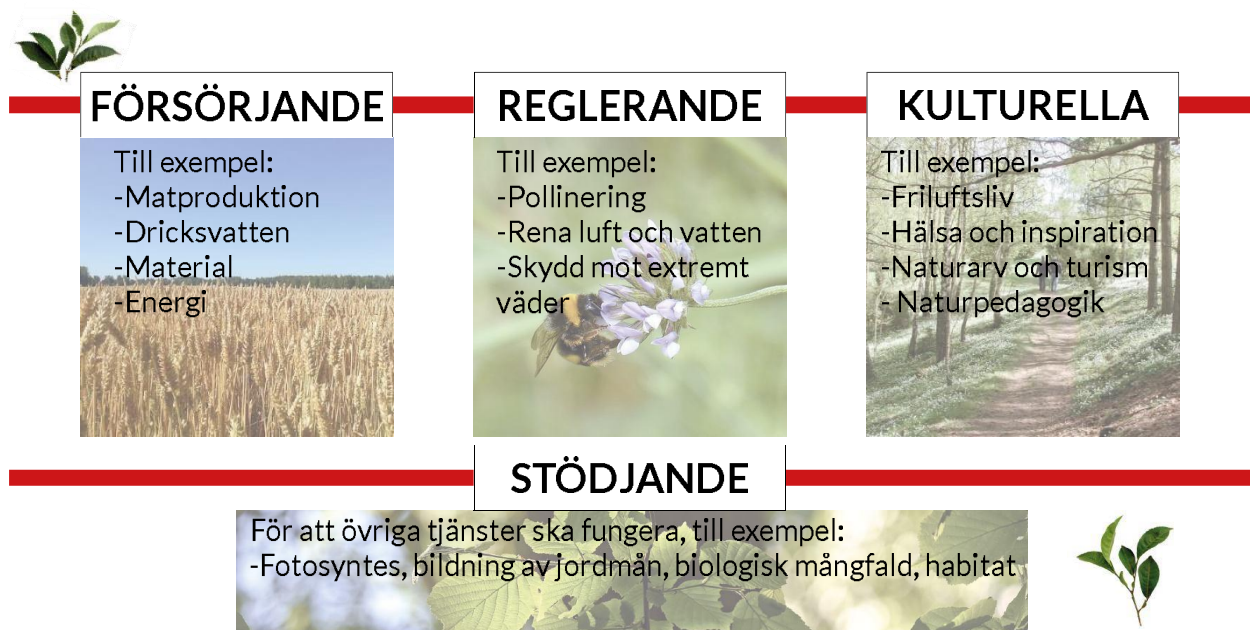 FÖRSÖRJANDE
Till exempel:
-Matproduktion
-Dricksvatten
-Material
-Energi
REGLERANDE
Till exempel:
-Pollinering
-Rena luft och vatten
-Skydd mot extremt
väder
KULTURELLA
Till exempel:
-Friluftsliv
-Hälsa och inspiration
-Naturarv och turism
- Naturpedagogik
STÖDJANDE
För att övriga tjänster ska fungera, till exempel:
-Fotosyntes, bildning av jordmån, biologisk mångfald, habitat